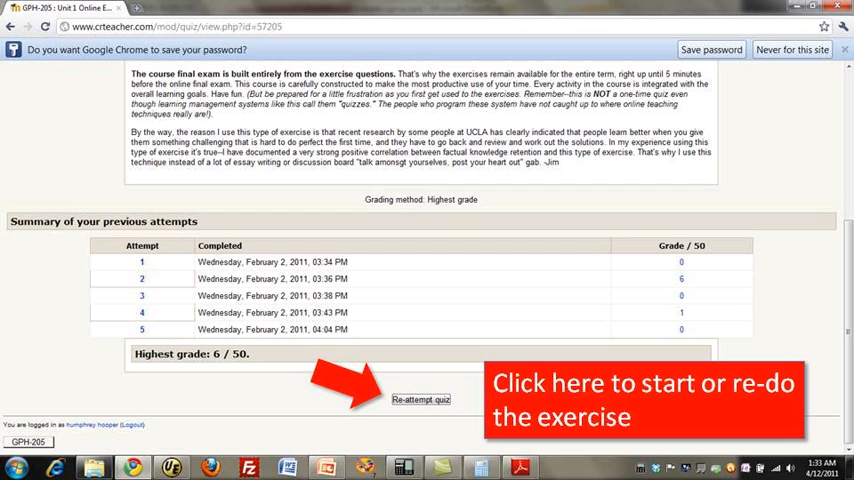 GPH-205 : Unit 1 Online E...
www.crteacher.com/mod/quiz/view.php?id=57205
Do you want Google Chrome to save your password?
Save password
Never for this site
The course final exam is built entirely from the exercise questions. That's why the exercises remain available for the entire term, right up until 5 minutes
before the online final exam. This course is carefully constructed to make the most productive use of your time. Every activity in the course is integrated with the
overall learning goals. Have fun. (But be prepared for a little frustration as you first get used to the exercises. Remember--this is NOT a one-time quiz even
though learning management systems like this call them "quizzes." The people who program these system have not caught up to where online teaching
techniques really are!).
By the way, the reason I use this type of exercise is that recent research by some people at UCLA has clearly indicated that people learn better when you give
them something challenging that is hard to do perfect the first time, and they have to go back and review and work out the solutions. In my experience using this
type of exercise it's true--I have documented a very strong positive correlation between factual knowledge retention and this type of exercise. That's why I use this
technique instead of a lot of essay writing or discussion board "talk amonsgt yourselves, post your heart out" gab. -Jim
Grading method: Highest grade
Summary of your previous attempts
Attempt Completed Grade / 50
1 Wednesday, February 2, 2011, 03:34 PM 0
2 Wednesday, February 2, 2011, 03:36 PM 6
3 Wednesday, February 2, 2011, 03:38 PM 0
4 Wednesday, February 2, 2011, 03:43 PM 1
5 Wednesday, February 2, 2011, 04:04 PM 0
Highest grade: 6 / 50.
Re-attempt quiz
Click here to start or re-do
the exercise
You are logged in as humphrey hooper (Logout)
GPH-205
1:33 AM
4/12/2011